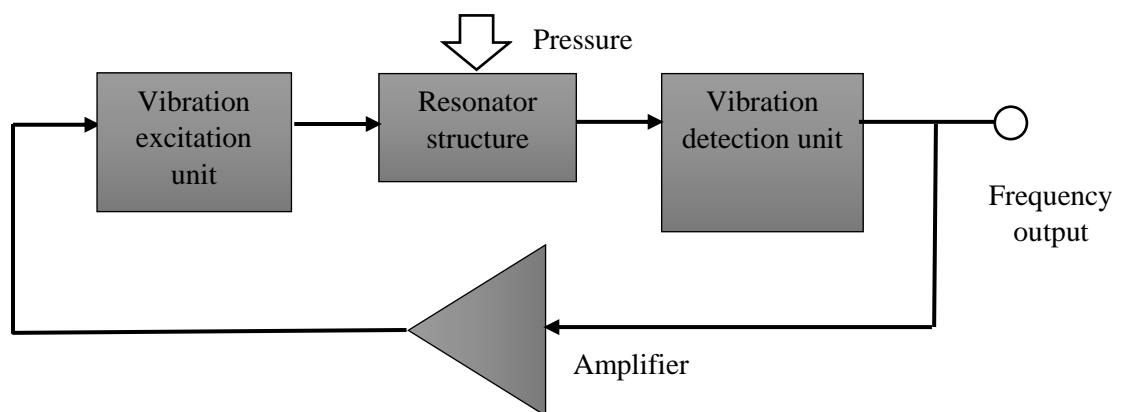 Pressure
Vibration
excitation
unit
Resonator
structure
Vibration
detection unit
Frequency
output
Amplifier